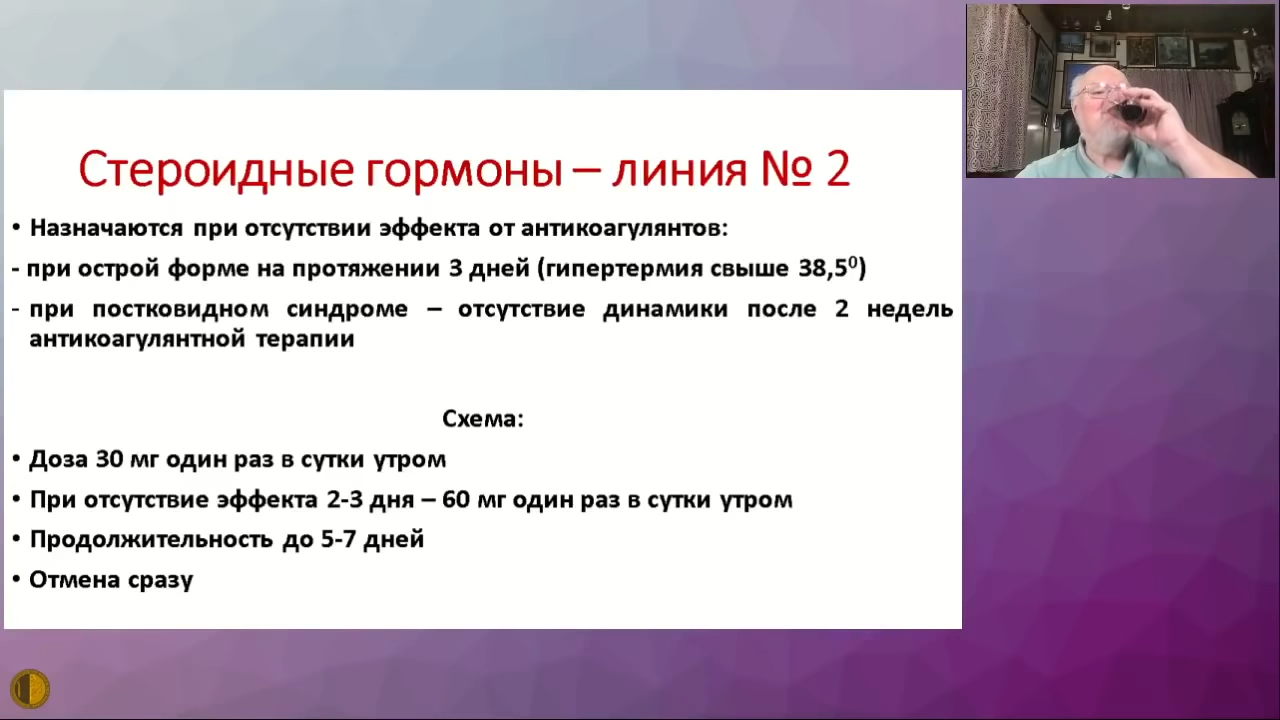 Стероидные гормоны – линия № 2
• Назначаются при отсутствии эффекта от антикоагулянтов:
- при острой форме на протяжении 3 дней (гипертермия свыше 38,5⁰)
- при постковидном синдроме – отсутствие динамики после 2 недель
антикоагулянтной терапии
Схема:
• Доза 30 мг один раз в сутки утром
• При отсутствие эффекта 2-3 дня – 60 мг один раз в сутки утром
• Продолжительность до 5-7 дней
• Отмена сразу